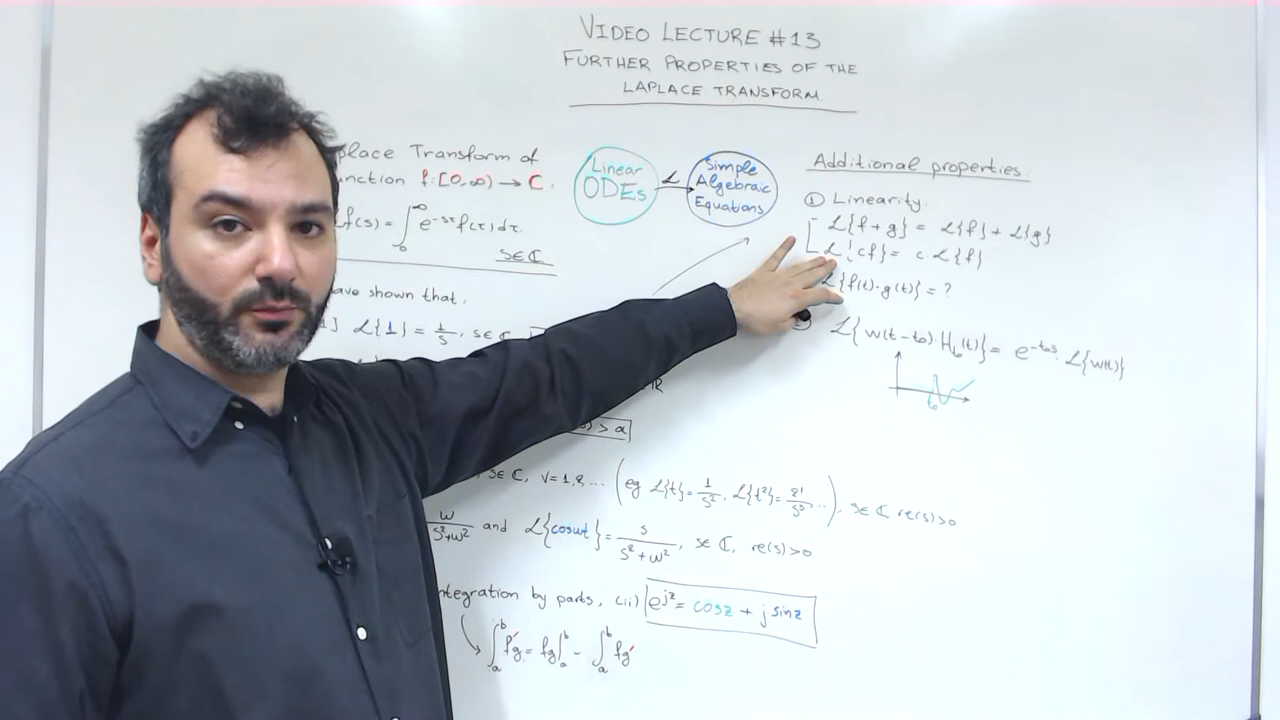 VIDEO LECTURE #13
FURTHER PROPERTIES OF THE
LAPLACE TRANSFORM
place Transform of
unction f:[0,∞) → ℂ.
f(s) = ∫₀^∞ e^{-sτ} f(τ) dτ.
s∈ℂ
ave shown that,
ℒ{1} = 1/s, s∈ℂ
s) > a
s∈ℂ, ν=1,2,... (eg ℒ{t} = 1/s², ℒ{t²} = 2!/s³, ...), s∈ℂ re(s)>0
ω/s²+ω² and ℒ{cosωt} = s/s²+ω², s∈ℂ, re(s)>0
ntegration by parts, (ii) e^{jz} = cosz + j sinz
∫ₐᵇ f'g = fg|ₐᵇ - ∫ₐᵇ fg'
Linear
ODEs
ℒ
Simple
Algebraic
Equations
Additional properties
① Linearity
ℒ{f+g} = ℒ{f} + ℒ{g}
ℒ{cf} = c·ℒ{f}
ℒ{f(t)·g(t)} = ?
ℒ{w(t-t₀)·H_{t₀}(t)} = e^{-t₀s}·ℒ{w(t)}
t₀